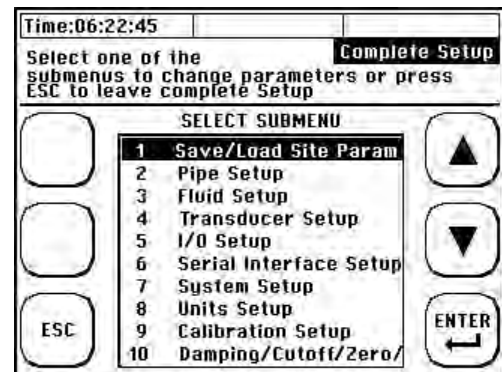 Time:06:22:45
Complete Setup
Select one of the
submenus to change parameters or press
ESC to leave complete Setup
SELECT SUBMENU
1 Save/Load Site Param
2 Pipe Setup
3 Fluid Setup
4 Transducer Setup
5 I/O Setup
6 Serial Interface Setup
7 System Setup
8 Units Setup
9 Calibration Setup
10 Damping/Cutoff/Zero/
ESC
ENTER